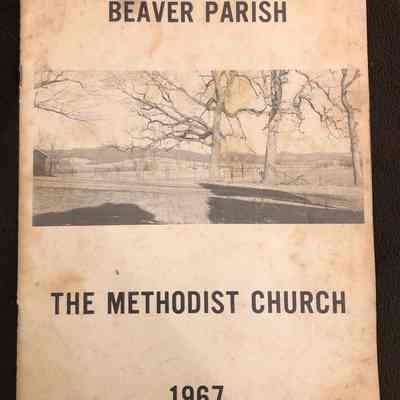 BEAVER PARISH
THE METHODIST CHURCH
1967